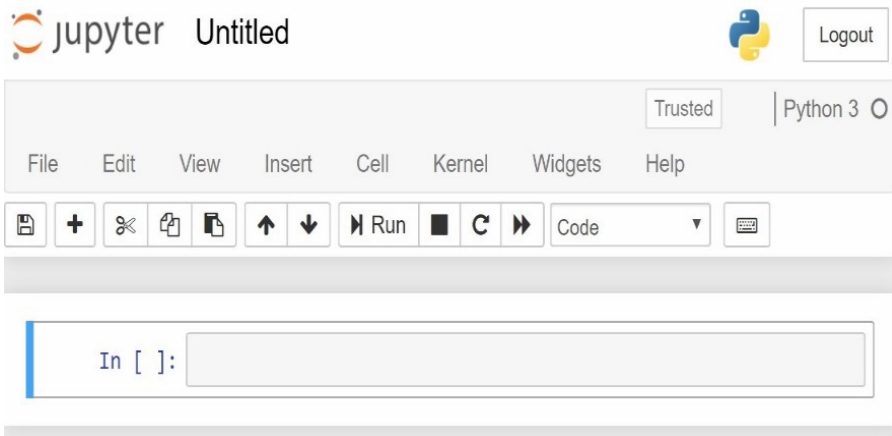 jupyter Untitled Logout
Trusted Python 3
File Edit View Insert Cell Kernel Widgets Help
Run Code
In [ ]: